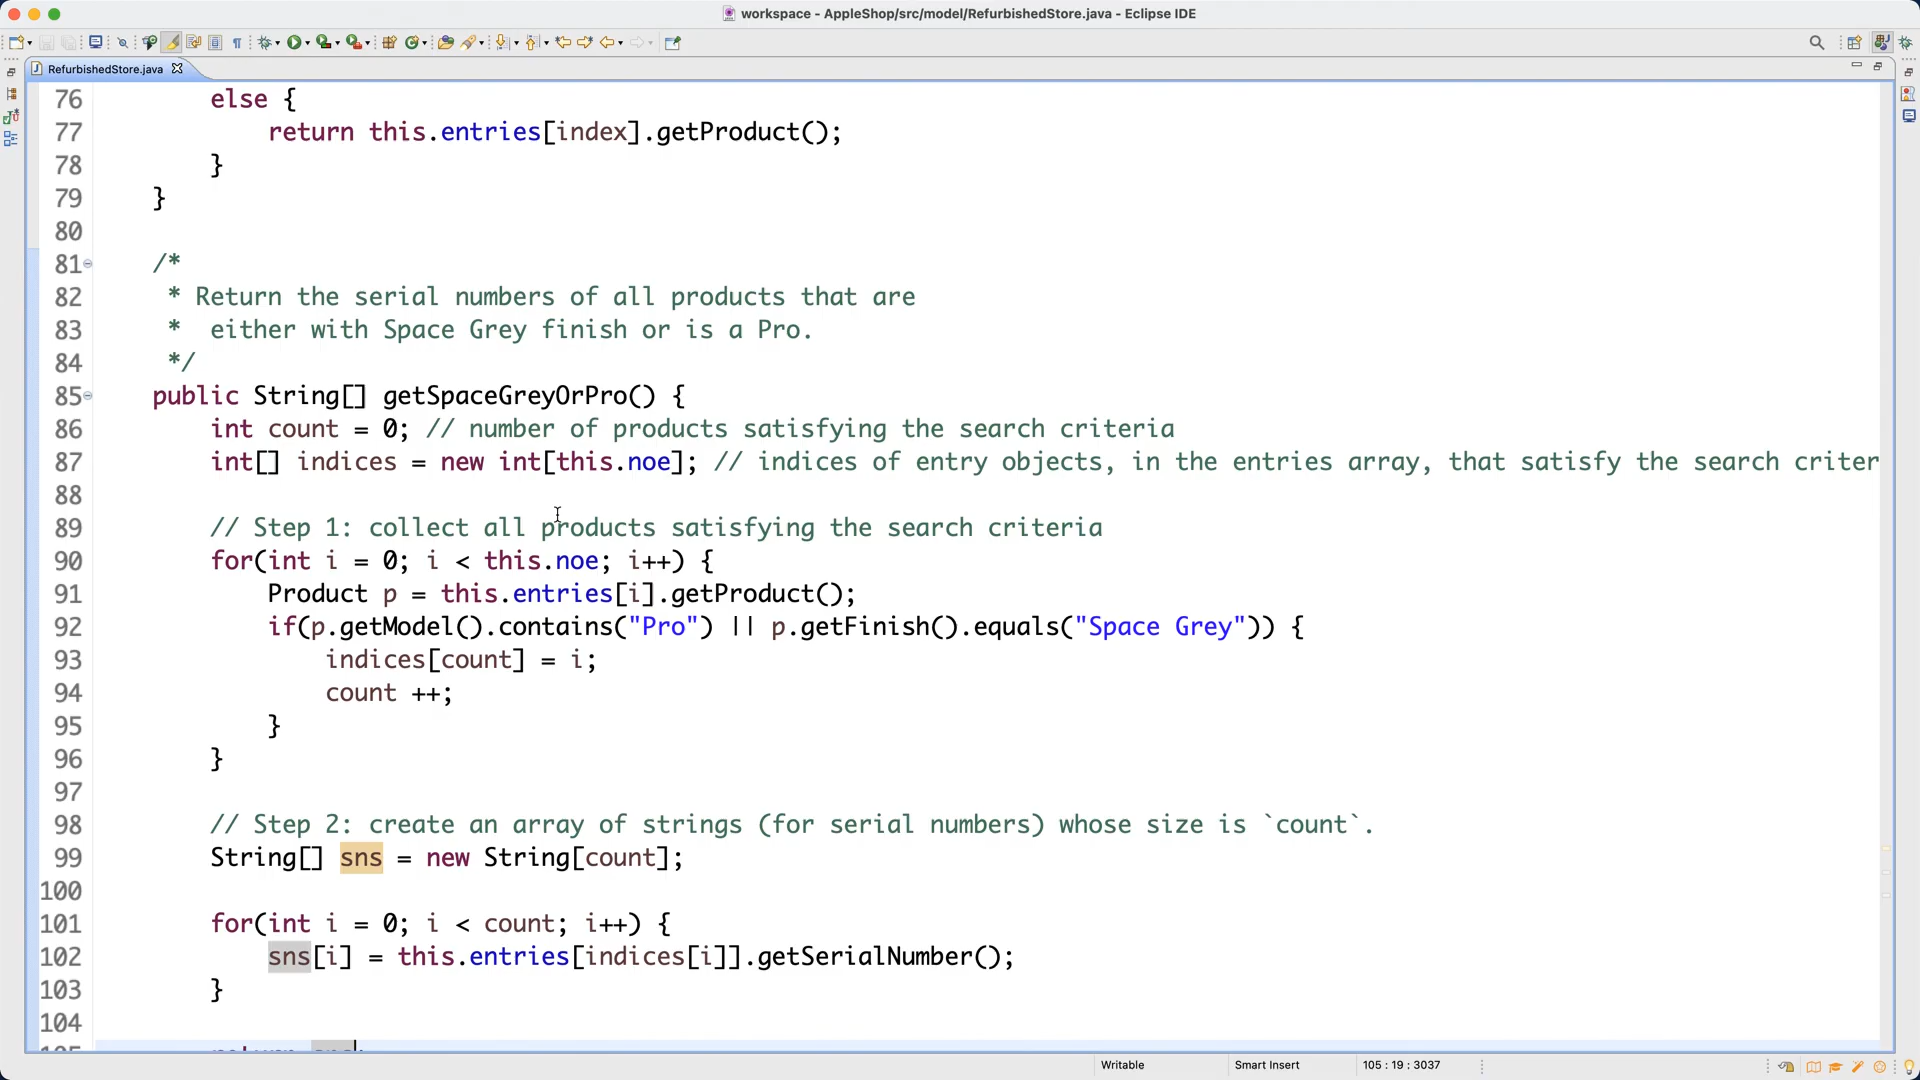 workspace - AppleShop/src/model/RefurbishedStore.java - Eclipse IDE
RefurbishedStore.java
76 else {
77 return this.entries[index].getProduct();
78 }
79 }
80
81 /*
82 * Return the serial numbers of all products that are
83 * either with Space Grey finish or is a Pro.
84 */
85 public String[] getSpaceGreyOrPro() {
86 int count = 0; // number of products satisfying the search criteria
87 int[] indices = new int[this.noe]; // indices of entry objects, in the entries array, that satisfy the search criter
88
89 // Step 1: collect all products satisfying the search criteria
90 for(int i = 0; i < this.noe; i++) {
91 Product p = this.entries[i].getProduct();
92 if(p.getModel().contains("Pro") || p.getFinish().equals("Space Grey")) {
93 indices[count] = i;
94 count ++;
95 }
96 }
97
98 // Step 2: create an array of strings (for serial numbers) whose size is `count`.
99 String[] sns = new String[count];
100
101 for(int i = 0; i < count; i++) {
102 sns[i] = this.entries[indices[i]].getSerialNumber();
103 }
104
105 return sns;
Writable Smart Insert 105 : 19 : 3037